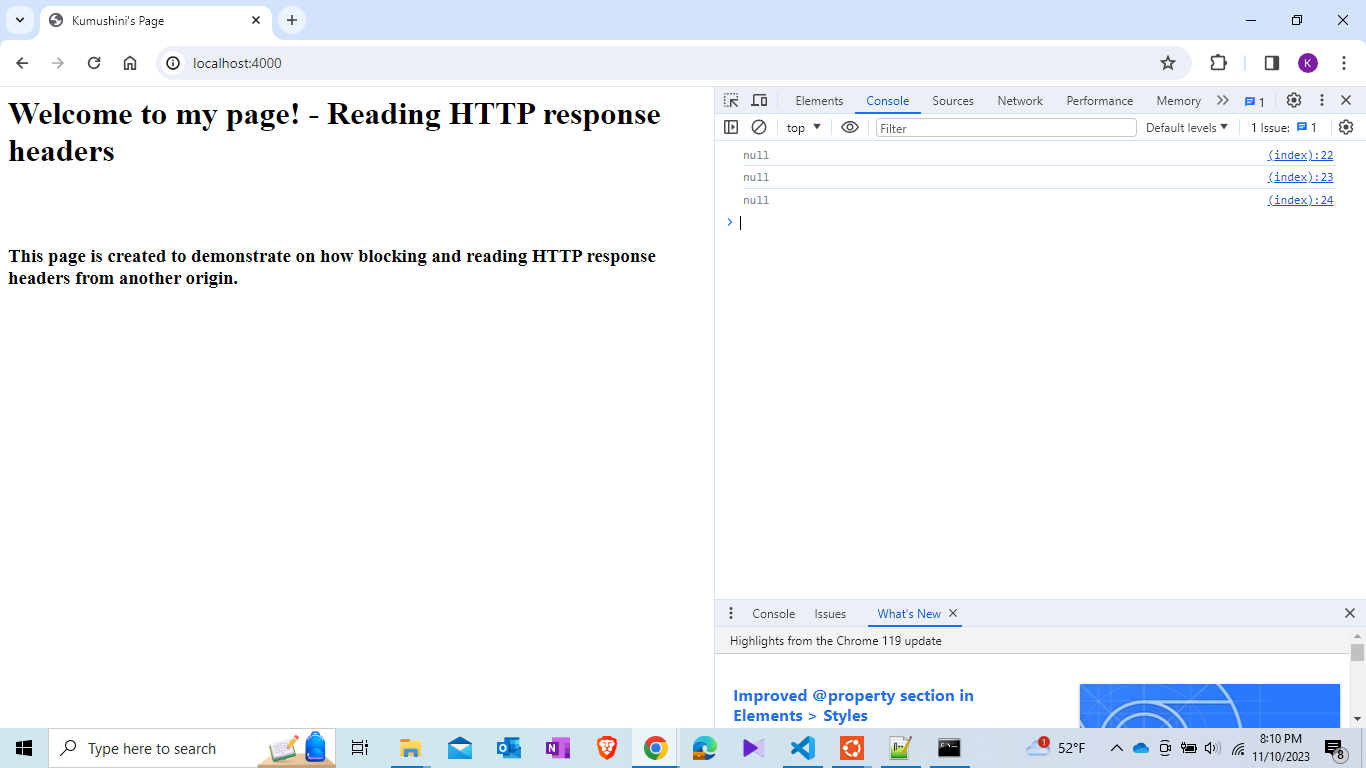 Kumushini's Page
localhost:4000
K
Welcome to my page! - Reading HTTP response
headers
This page is created to demonstrate on how blocking and reading HTTP response
headers from another origin.
Elements Console Sources Network Performance Memory 1
top Filter Default levels 1 Issue: 1
null (index):22
null (index):23
null (index):24
Console Issues What's New
Highlights from the Chrome 119 update
Improved @property section in
Elements > Styles
Type here to search
1 52°F
8:10 PM
11/10/2023
8